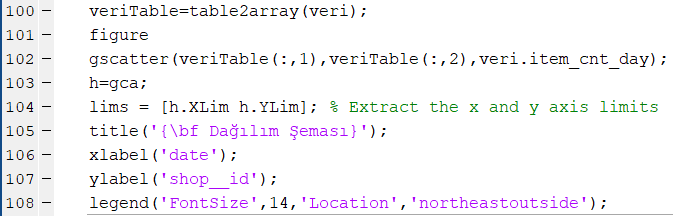 100 – veriTable=table2array(veri);
101 – figure
102 – gscatter(veriTable(:,1),veriTable(:,2),veri.item_cnt_day);
103 – h=gca;
104 – lims = [h.XLim h.YLim]; % Extract the x and y axis limits
105 – title('{\bf Dağılım Şeması}');
106 – xlabel('date');
107 – ylabel('shop__id');
108 – legend('FontSize',14,'Location','northeastoutside');